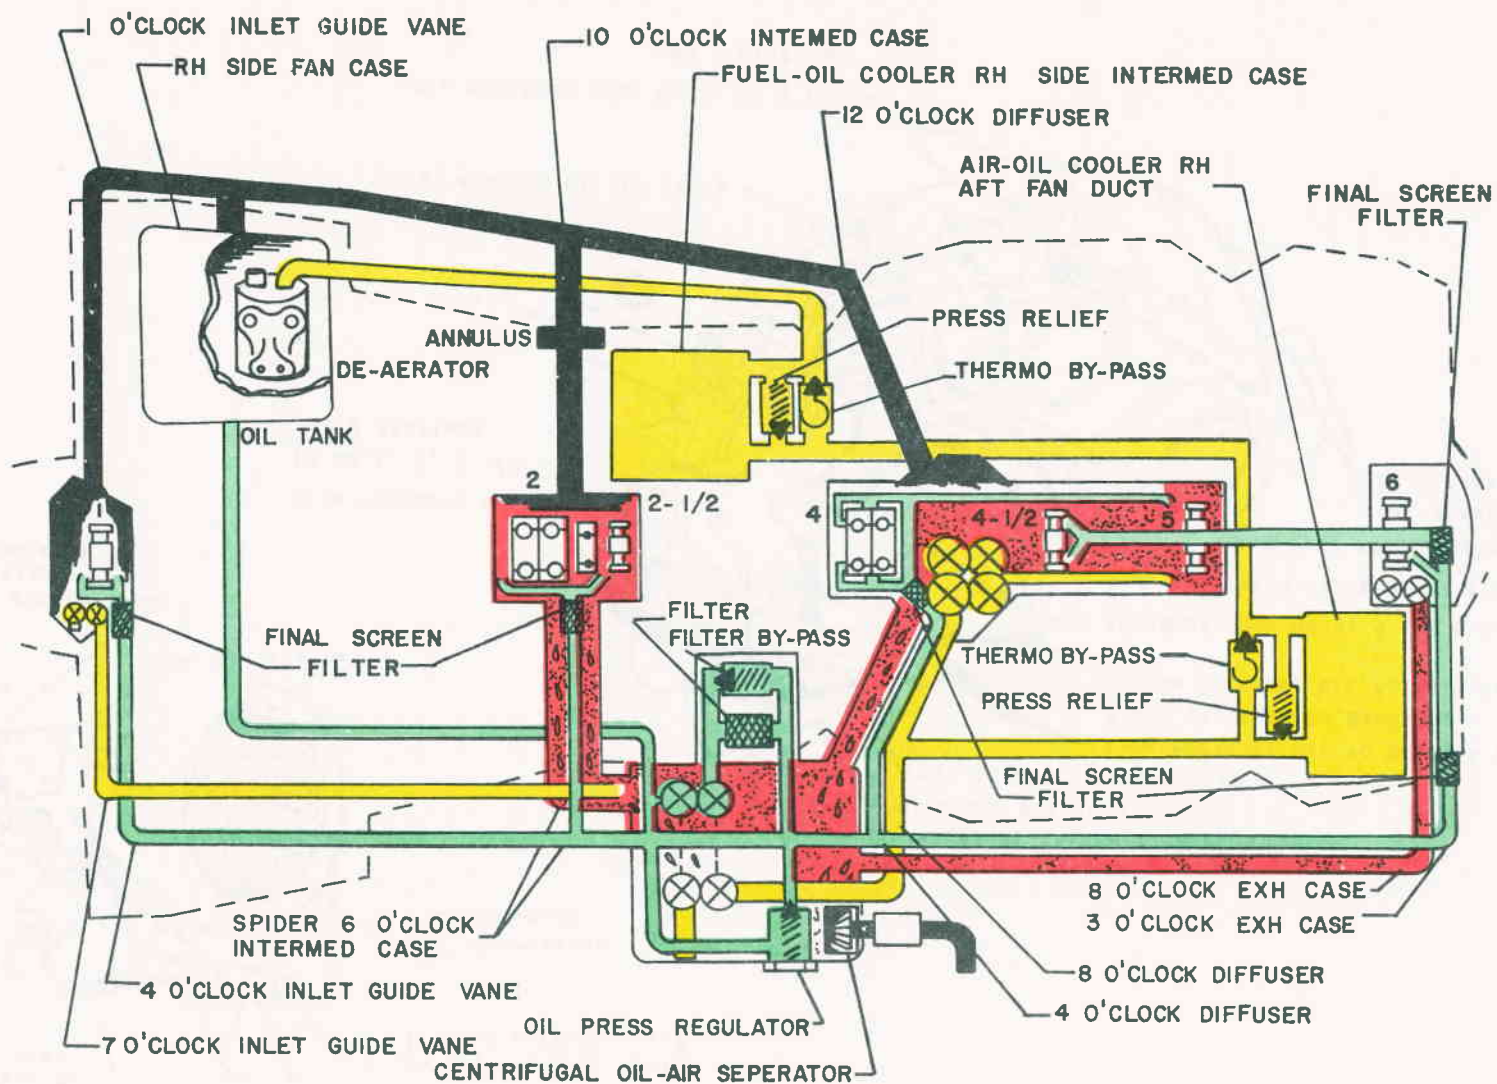 1 O'CLOCK INLET GUIDE VANE
RH SIDE FAN CASE
10 O'CLOCK INTEMED CASE
FUEL-OIL COOLER RH SIDE INTERMED CASE
12 O'CLOCK DIFFUSER
AIR-OIL COOLER RH
AFT FAN DUCT
FINAL SCREEN
FILTER
PRESS RELIEF
ANNULUS
DE-AERATOR
THERMO BY-PASS
OIL TANK
1
2
2-1/2
4
4-1/2
5
6
FINAL SCREEN
FILTER
FILTER
FILTER BY-PASS
THERMO BY-PASS
PRESS RELIEF
FINAL SCREEN
FILTER
SPIDER 6 O'CLOCK
INTERMED CASE
8 O'CLOCK EXH CASE
3 O'CLOCK EXH CASE
4 O'CLOCK INLET GUIDE VANE
8 O'CLOCK DIFFUSER
OIL PRESS REGULATOR
4 O'CLOCK DIFFUSER
7 O'CLOCK INLET GUIDE VANE
CENTRIFUGAL OIL-AIR SEPERATOR